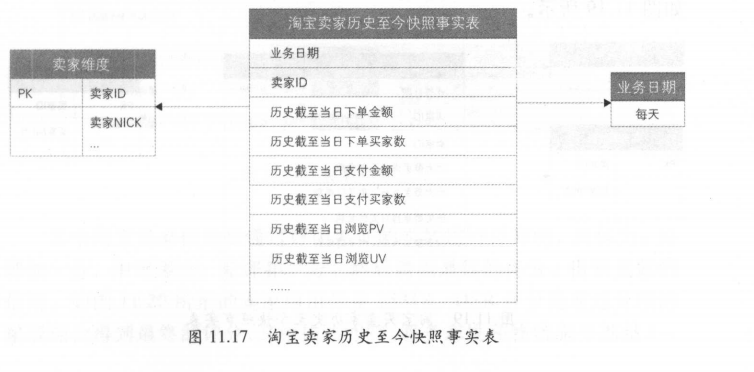 淘宝卖家历史至今快照事实表
业务日期
卖家ID
历史截至当日下单金额
历史截至当日下单买家数
历史截至当日支付金额
历史截至当日支付买家数
历史截至当日浏览PV
历史截至当日浏览UV
......
卖家维度
PK 卖家ID
卖家NICK
...
业务日期
每天
图 11.17 淘宝卖家历史至今快照事实表